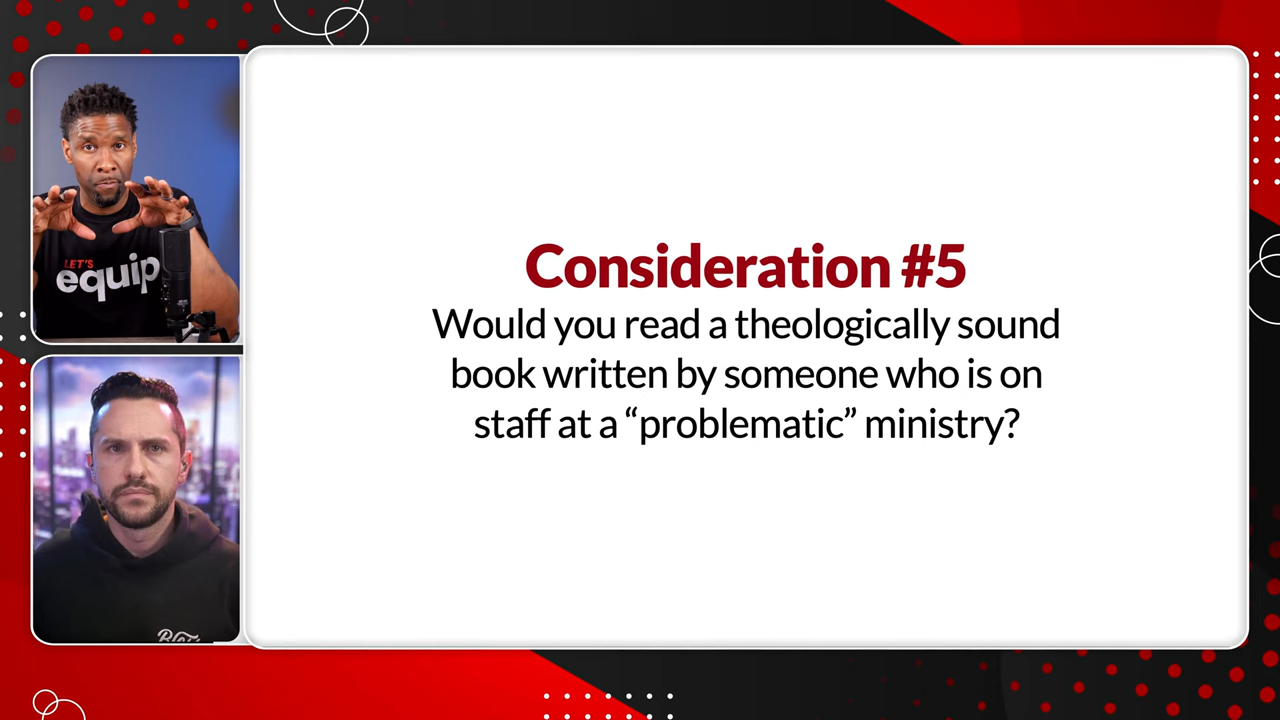 LET'S
equip
Consideration #5
Would you read a theologically sound
book written by someone who is on
staff at a “problematic” ministry?